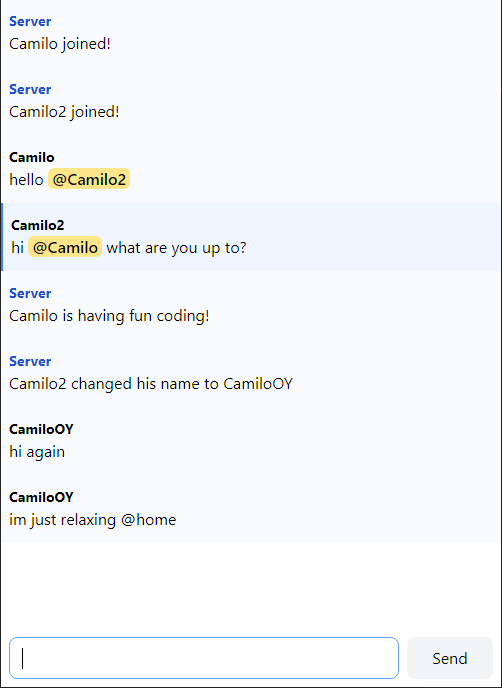 Server
Camilo joined!
Server
Camilo2 joined!
Camilo
hello @Camilo2
Camilo2
hi @Camilo what are you up to?
Server
Camilo is having fun coding!
Server
Camilo2 changed his name to CamiloOY
CamiloOY
hi again
CamiloOY
im just relaxing @home
Send